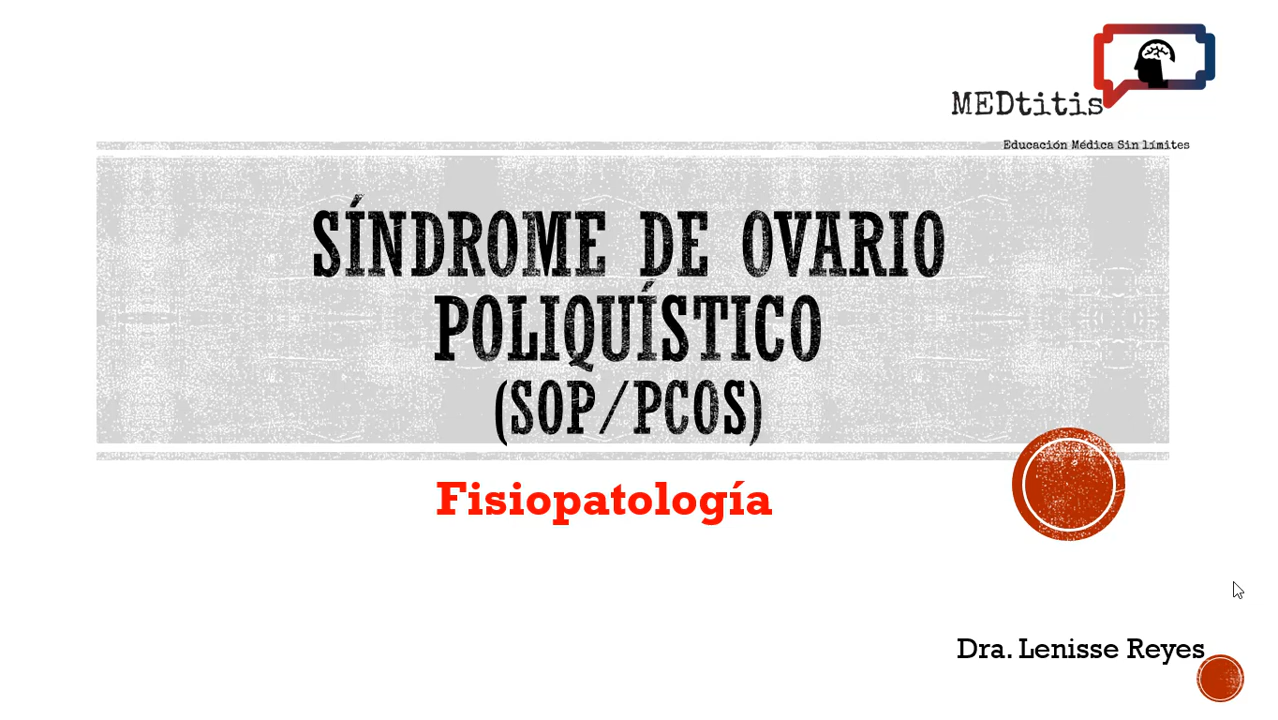 MEDtitis
Educación Médica Sin límites
SÍNDROME DE OVARIO
POLIQUÍSTICO
(SOP/PCOS)
Fisiopatología
Dra. Lenisse Reyes